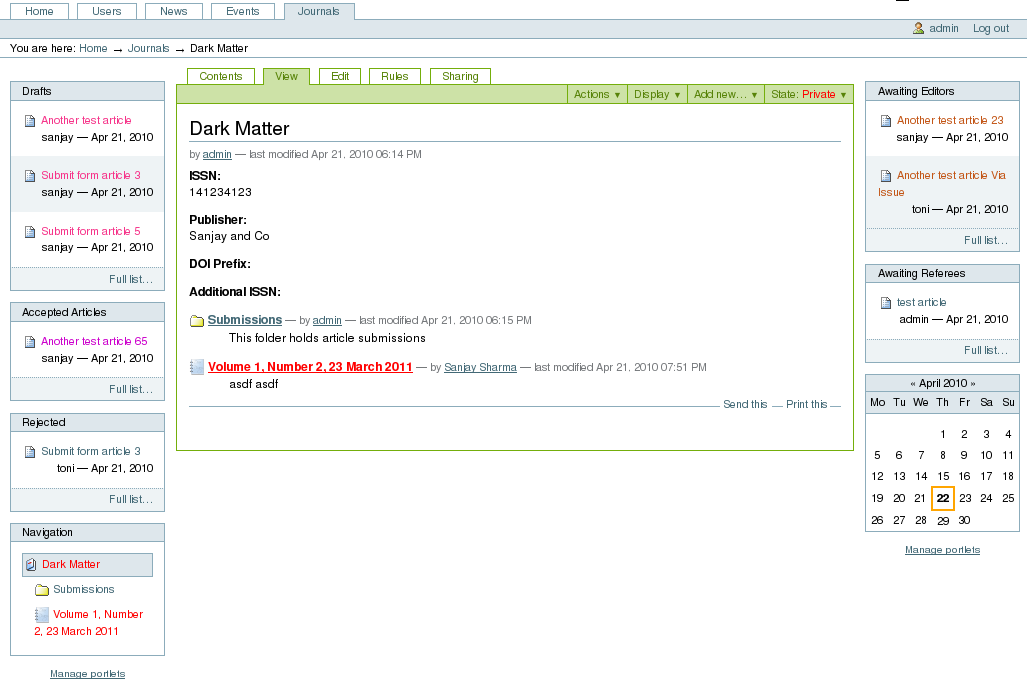 Home Users News Events Journals
admin Log out
You are here: Home → Journals → Dark Matter
Drafts
Another test article
sanjay — Apr 21, 2010
Submit form article 3
sanjay — Apr 21, 2010
Submit form article 5
sanjay — Apr 21, 2010
Full list…
Accepted Articles
Another test article 65
sanjay — Apr 21, 2010
Full list…
Rejected
Submit form article 3
toni — Apr 21, 2010
Full list…
Navigation
Dark Matter
Submissions
Volume 1, Number
2, 23 March 2011
Manage portlets
Contents View Edit Rules Sharing
Actions ▼ Display ▼ Add new… ▼ State: Private ▼
Dark Matter
by admin — last modified Apr 21, 2010 06:14 PM
ISSN:
141234123
Publisher:
Sanjay and Co
DOI Prefix:
Additional ISSN:
Submissions — by admin — last modified Apr 21, 2010 06:15 PM
This folder holds article submissions
Volume 1, Number 2, 23 March 2011 — by Sanjay Sharma — last modified Apr 21, 2010 07:51 PM
asdf asdf
Send this — Print this —
Awaiting Editors
Another test article 23
sanjay — Apr 21, 2010
Another test article Via
Issue
toni — Apr 21, 2010
Full list…
Awaiting Referees
test article
admin — Apr 21, 2010
Full list…
« April 2010 »
Mo Tu We Th Fr Sa Su
1 2 3 4
5 6 7 8 9 10 11
12 13 14 15 16 17 18
19 20 21 22 23 24 25
26 27 28 29 30
Manage portlets